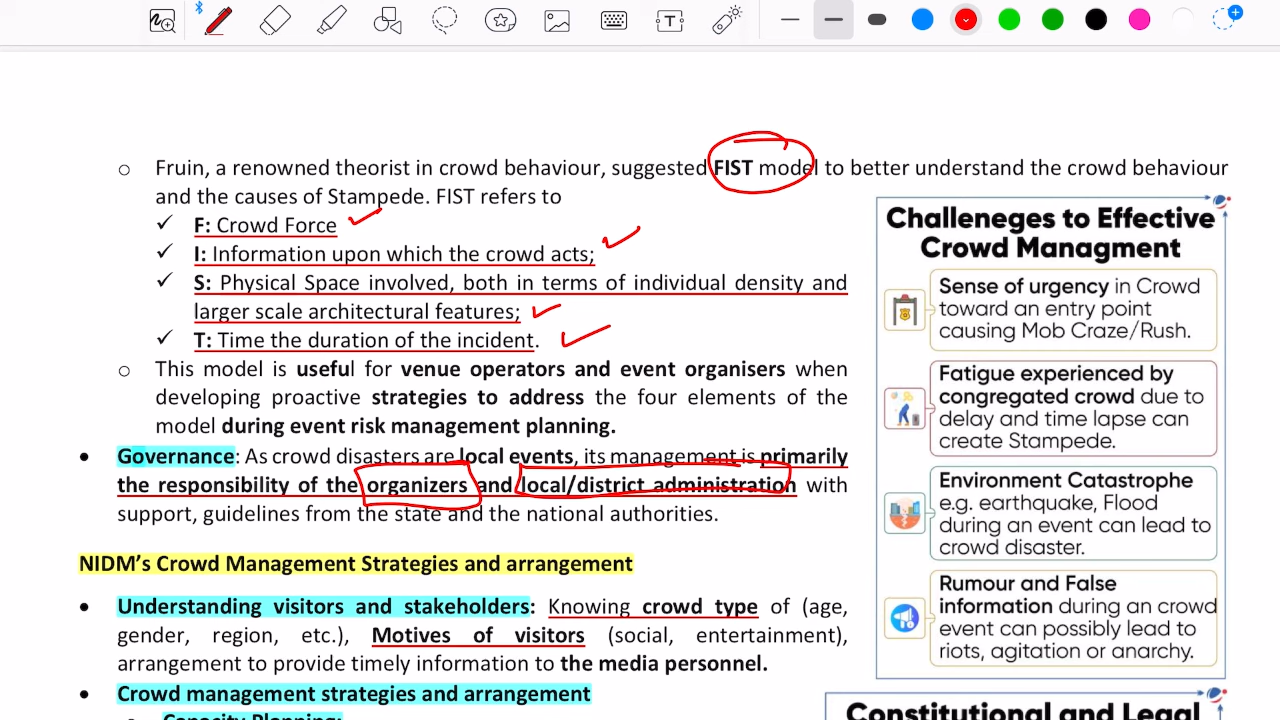 T
o Fruin, a renowned theorist in crowd behaviour, suggested FIST model to better understand the crowd behaviour
and the causes of Stampede. FIST refers to
✓ F: Crowd Force
✓ I: Information upon which the crowd acts;
✓ S: Physical Space involved, both in terms of individual density and
larger scale architectural features;
✓ T: Time the duration of the incident.
o This model is useful for venue operators and event organisers when
developing proactive strategies to address the four elements of the
model during event risk management planning.
• Governance: As crowd disasters are local events, its management is primarily
the responsibility of the organizers and local/district administration with
support, guidelines from the state and the national authorities.
NIDM's Crowd Management Strategies and arrangement
• Understanding visitors and stakeholders: Knowing crowd type of (age,
gender, region, etc.), Motives of visitors (social, entertainment),
arrangement to provide timely information to the media personnel.
• Crowd management strategies and arrangement
Capacity Planning:
Challeneges to Effective
Crowd Managment
Sense of urgency in Crowd
toward an entry point
causing Mob Craze/Rush.
Fatigue experienced by
congregated crowd due to
delay and time lapse can
create Stampede.
Environment Catastrophe
e.g. earthquake, Flood
during an event can lead to
crowd disaster.
Rumour and False
information during an crowd
event can possibly lead to
riots, agitation or anarchy.
Constitutional and Legal